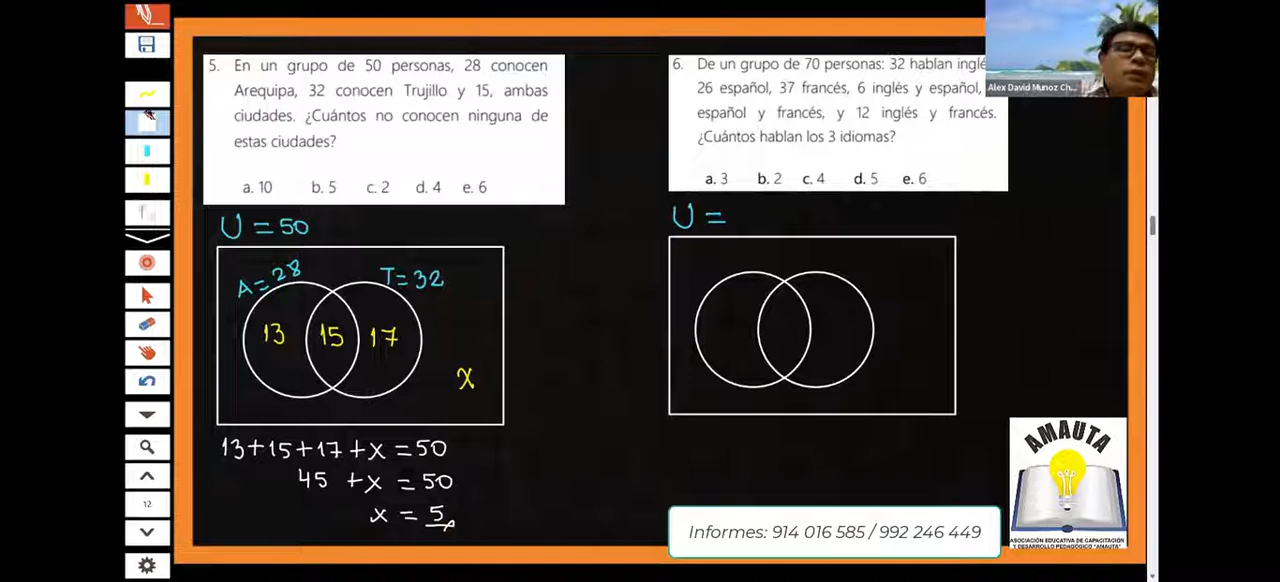 5. En un grupo de 50 personas, 28 conocen
Arequipa, 32 conocen Trujillo y 15, ambas
ciudades. ¿Cuántos no conocen ninguna de
estas ciudades?
a. 10 b. 5 c. 2 d. 4 e. 6
U = 50
A = 28
T = 32
13 15 17
x
13+15+17+x = 50
45 + x = 50
x = 5
6. De un grupo de 70 personas: 32 hablan inglé
26 español, 37 francés, 6 inglés y español,
español y francés, y 12 inglés y francés.
¿Cuántos hablan los 3 idiomas?
a. 3 b. 2 c. 4 d. 5 e. 6
U =
Alex David Munoz Ch...
AMAUTA
ASOCIACIÓN EDUCATIVA DE CAPACITACIÓN
Y DESARROLLO PEDAGÓGICO "AMAUTA"
Informes: 914 016 585 / 992 246 449
12